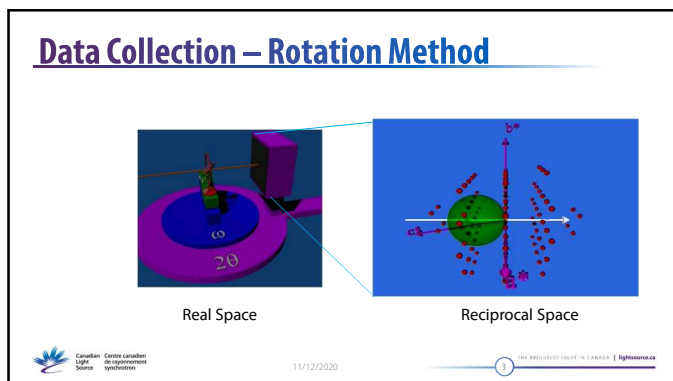 Data Collection – Rotation Method
ω
2θ
b*
c*
a*
Real Space
Reciprocal Space
Canadian Centre canadien
Light de rayonnement
Source synchrotron
11/12/2020
3
THE BRIGHTEST LIGHT IN CANADA | lightsource.ca